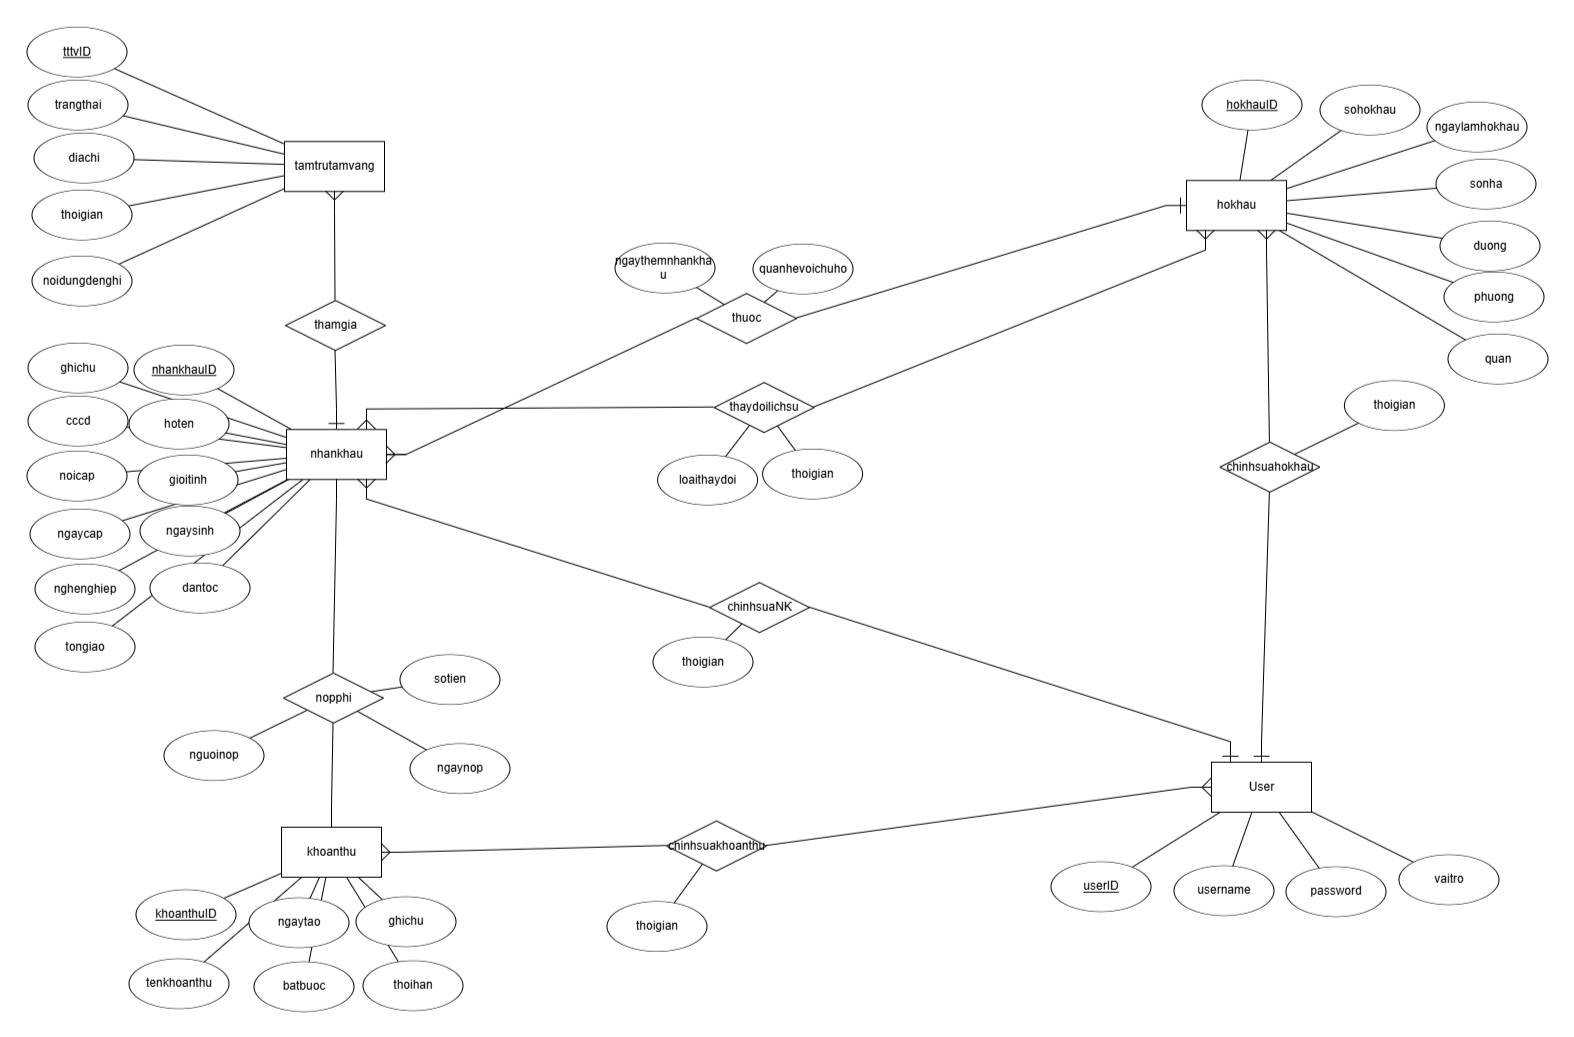 tttvID
trangthai
diachi
thoigian
noidungdenghi
tamtrutamvang
thamgia
hokhauID
sohokhau
ngaylamhokhau
sonha
duong
phuong
quan
hokhau
ngaythemnhankha
u
quanhevoichuho
thuoc
thaydoilichsu
loaithaydoi
thoigian
thoigian
chinhsuahokhau
ghichu
nhankhauID
cccd
hoten
noicap
gioitinh
ngaycap
ngaysinh
nghenghiep
dantoc
tongiao
nhankhau
chinhsuaNK
thoigian
nopphi
sotien
nguoinop
ngaynop
khoanthu
khoanthuID
ngaytao
ghichu
tenkhoanthu
batbuoc
thoihan
chinhsuakhoanthu
thoigian
User
userID
username
password
vaitro